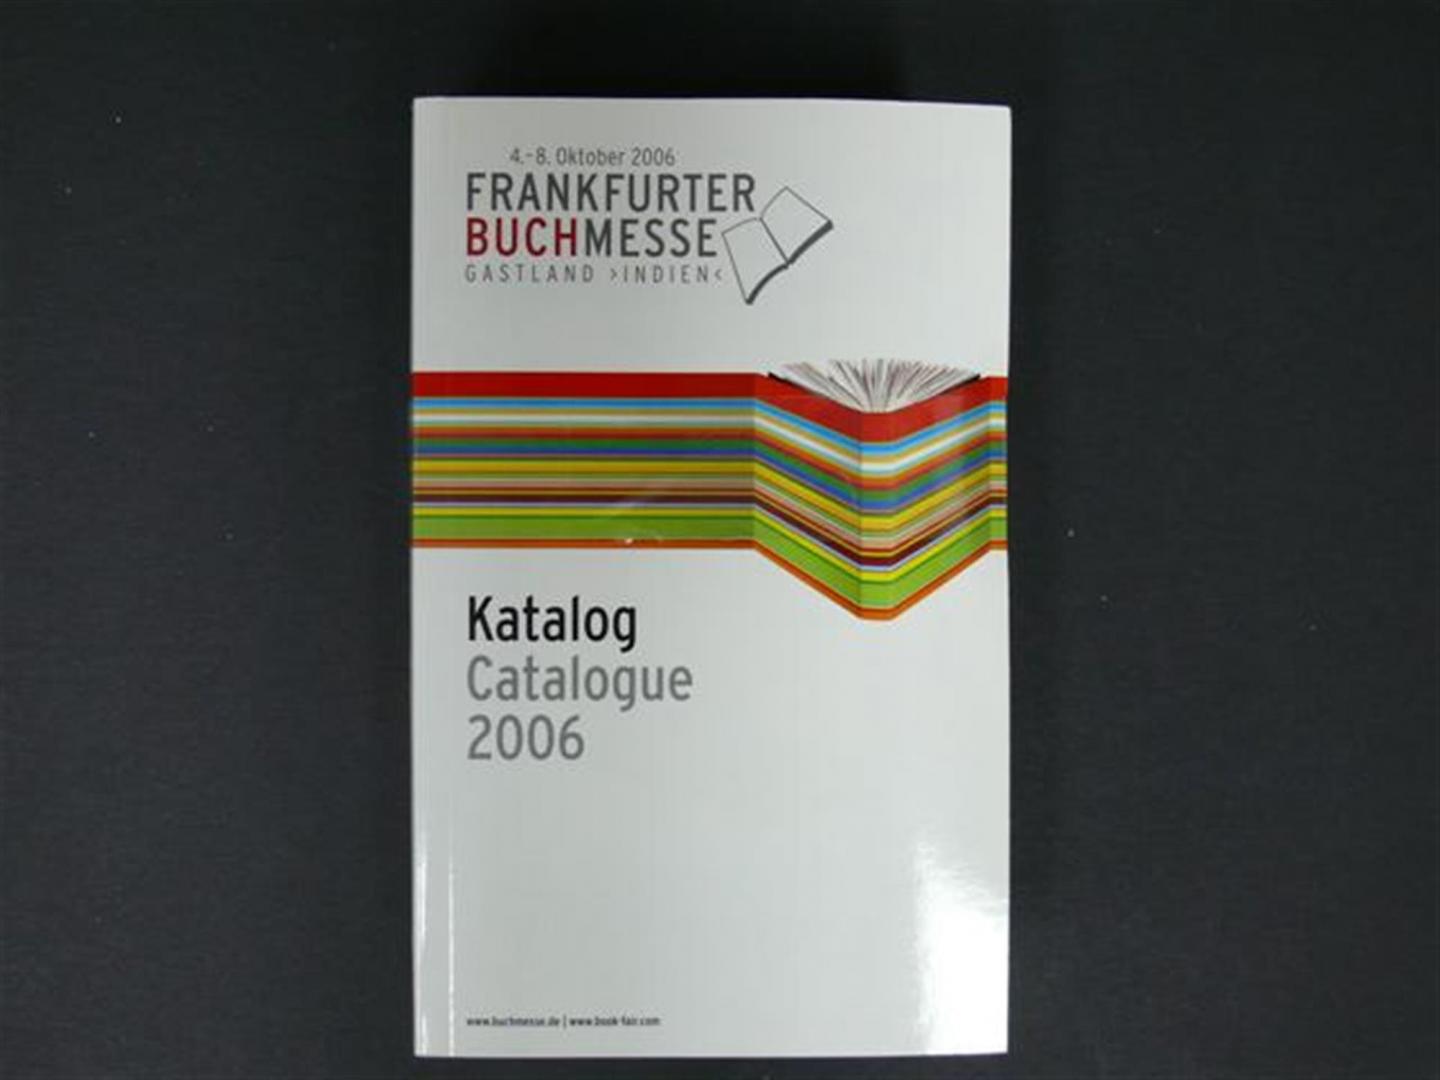 4.-8. Oktober 2006
FRANKFURTER
BUCHMESSE
GASTLAND ›INDIEN‹
Katalog
Catalogue
2006
www.buchmesse.de | www.book-fair.com